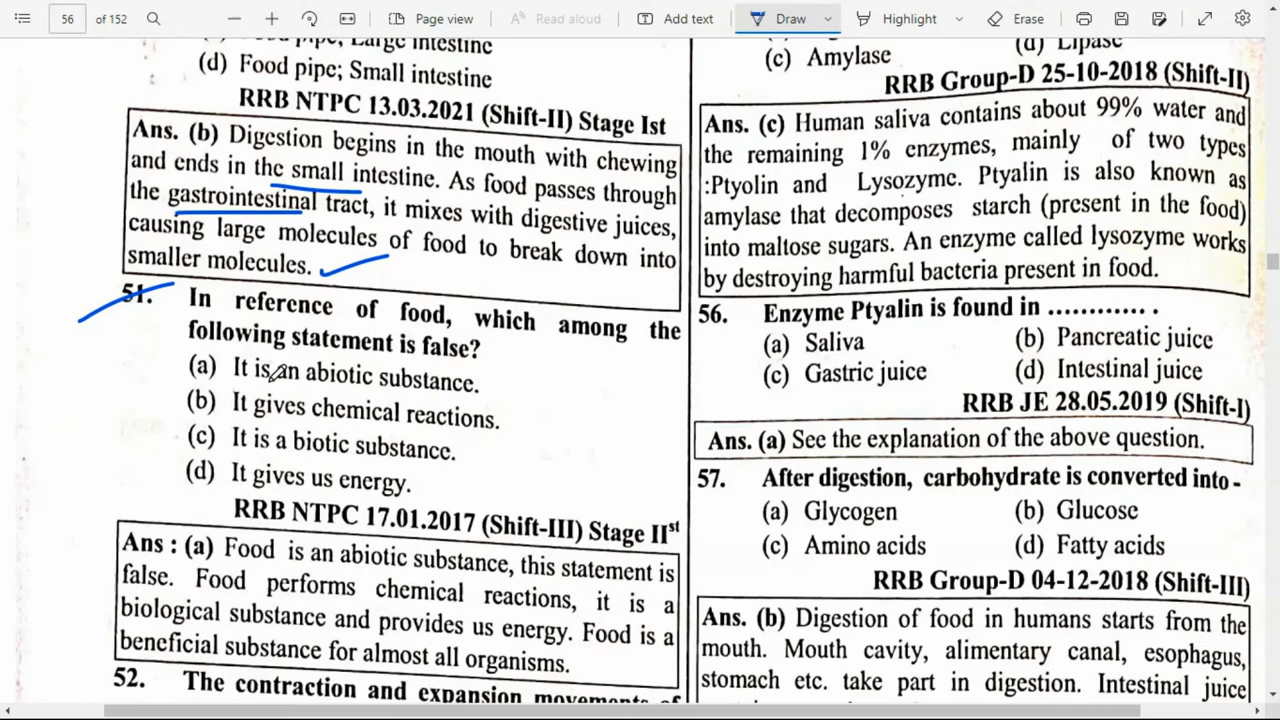 56
of 152
Page view
Read aloud
Add text
Draw
Highlight
Erase
Food pipe; Large intestine
(d) Food pipe; Small intestine
RRB NTPC 13.03.2021 (Shift-II) Stage Ist
Ans. (b) Digestion begins in the mouth with chewing
and ends in the small intestine. As food passes through
the gastrointestinal tract, it mixes with digestive juices,
causing large molecules of food to break down into
smaller molecules.
51. In reference of food, which among the
following statement is false?
(a) It is an abiotic substance.
(b) It gives chemical reactions.
(c) It is a biotic substance.
(d) It gives us energy.
RRB NTPC 17.01.2017 (Shift-III) Stage IIst
Ans : (a) Food is an abiotic substance, this statement is
false. Food performs chemical reactions, it is a
biological substance and provides us energy. Food is a
beneficial substance for almost all organisms.
52. The contraction and expansion movements of
(c) Amylase (d) Lipase
RRB Group-D 25-10-2018 (Shift-II)
Ans. (c) Human saliva contains about 99% water and
the remaining 1% enzymes, mainly of two types
:Ptyolin and Lysozyme. Ptyalin is also known as
amylase that decomposes starch (present in the food)
into maltose sugars. An enzyme called lysozyme works
by destroying harmful bacteria present in food.
56. Enzyme Ptyalin is found in ............. .
(a) Saliva (b) Pancreatic juice
(c) Gastric juice (d) Intestinal juice
RRB JE 28.05.2019 (Shift-I)
Ans. (a) See the explanation of the above question.
57. After digestion, carbohydrate is converted into -
(a) Glycogen (b) Glucose
(c) Amino acids (d) Fatty acids
RRB Group-D 04-12-2018 (Shift-III)
Ans. (b) Digestion of food in humans starts from the
mouth. Mouth cavity, alimentary canal, esophagus,
stomach etc. take part in digestion. Intestinal juice